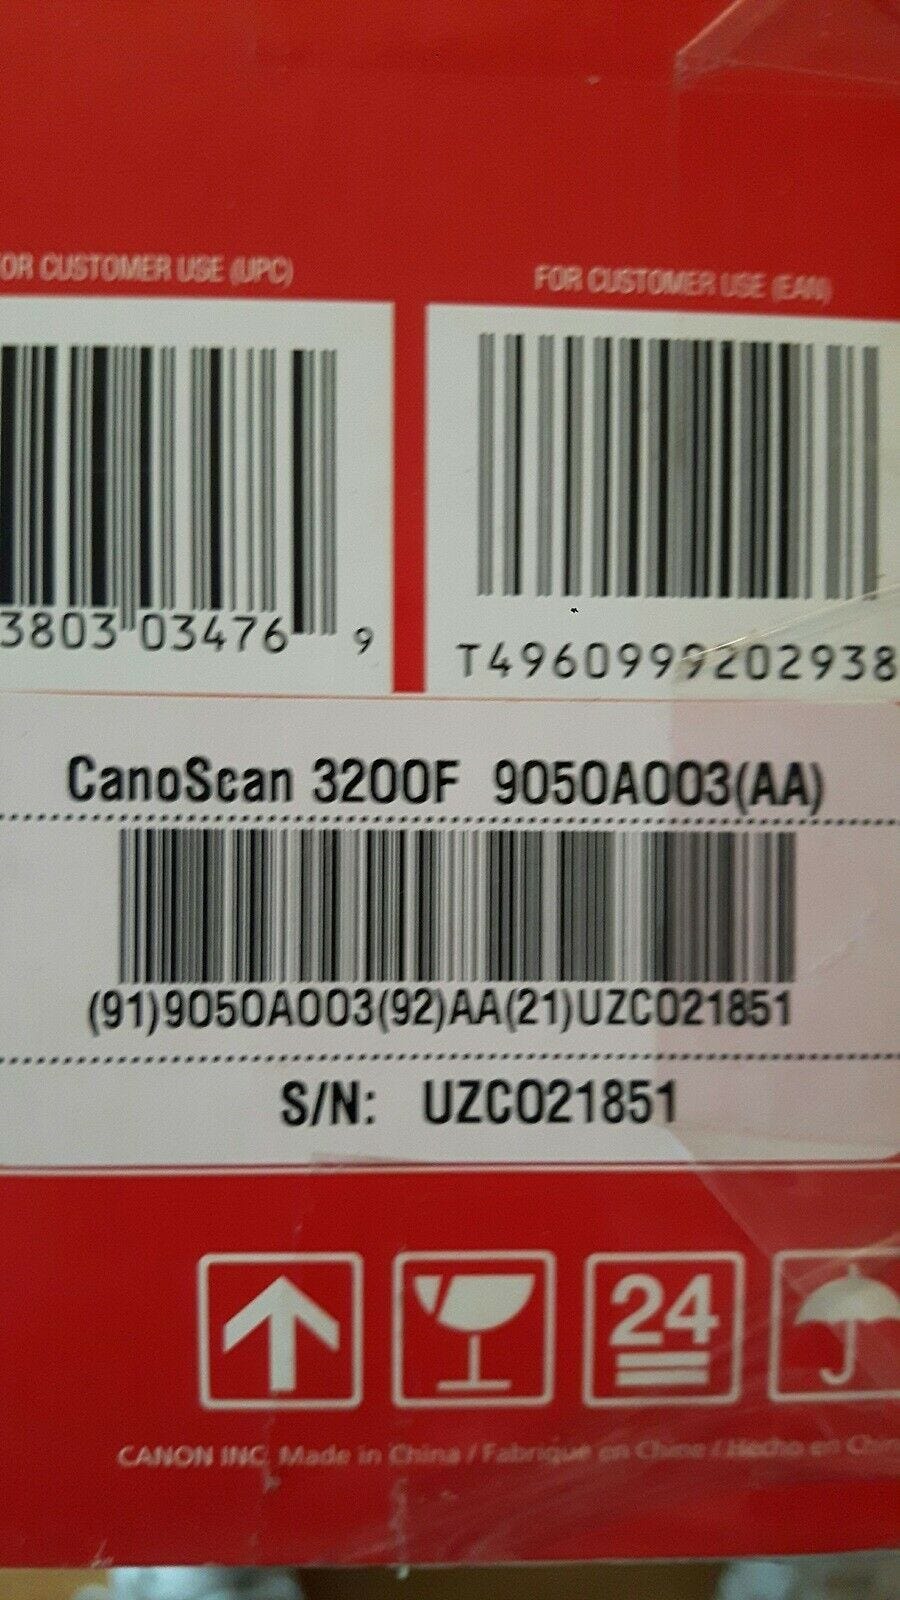 OR CUSTOMER USE (UPC)
FOR CUSTOMER USE (EAN)
3803 03476 9
T4960999202938
CanoScan 3200F 9050A003(AA)
(91)9050A003(92)AA(21)UZC021851
S/N: UZC021851
24
CANON INC. Made in China / Fabriqué en Chine / Hecho en Chin